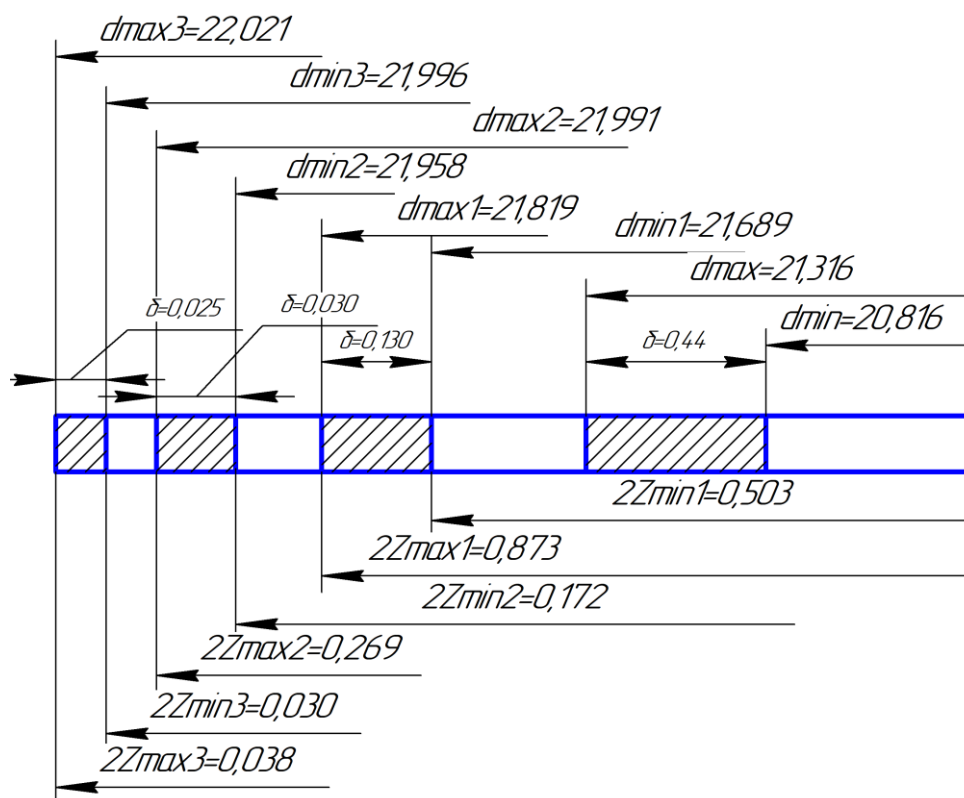 dmax3=22,021
dmin3=21,996
dmax2=21,991
dmin2=21,958
dmax1=21,819
dmin1=21,689
dmax=21,316
δ=0,025
δ=0,030
dmin=20,816
δ=0,130
δ=0,44
2Zmin1=0,503
2Zmax1=0,873
2Zmin2=0,172
2Zmax2=0,269
2Zmin3=0,030
2Zmax3=0,038